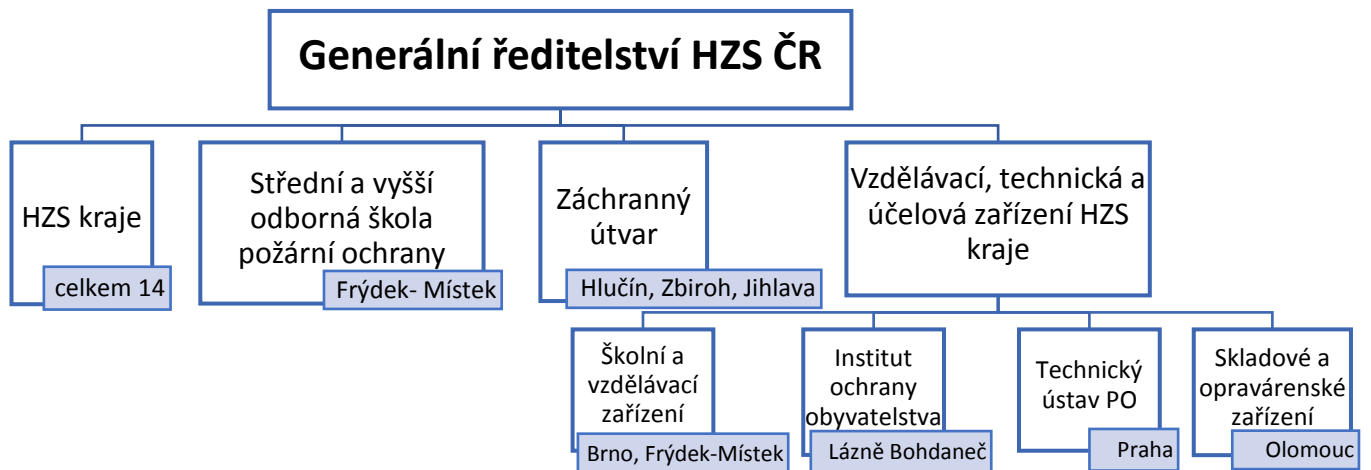 Generální ředitelství HZS ČR
HZS kraje
celkem 14
Střední a vyšší
odborná škola
požární ochrany
Frýdek- Místek
Záchranný
útvar
Hlučín, Zbiroh, Jihlava
Vzdělávací, technická a
účelová zařízení HZS
kraje
Školní a
vzdělávací
zařízení
Brno, Frýdek-Místek
Institut
ochrany
obyvatelstva
Lázně Bohdaneč
Technický
ústav PO
Praha
Skladové a
opravárenské
zařízení
Olomouc